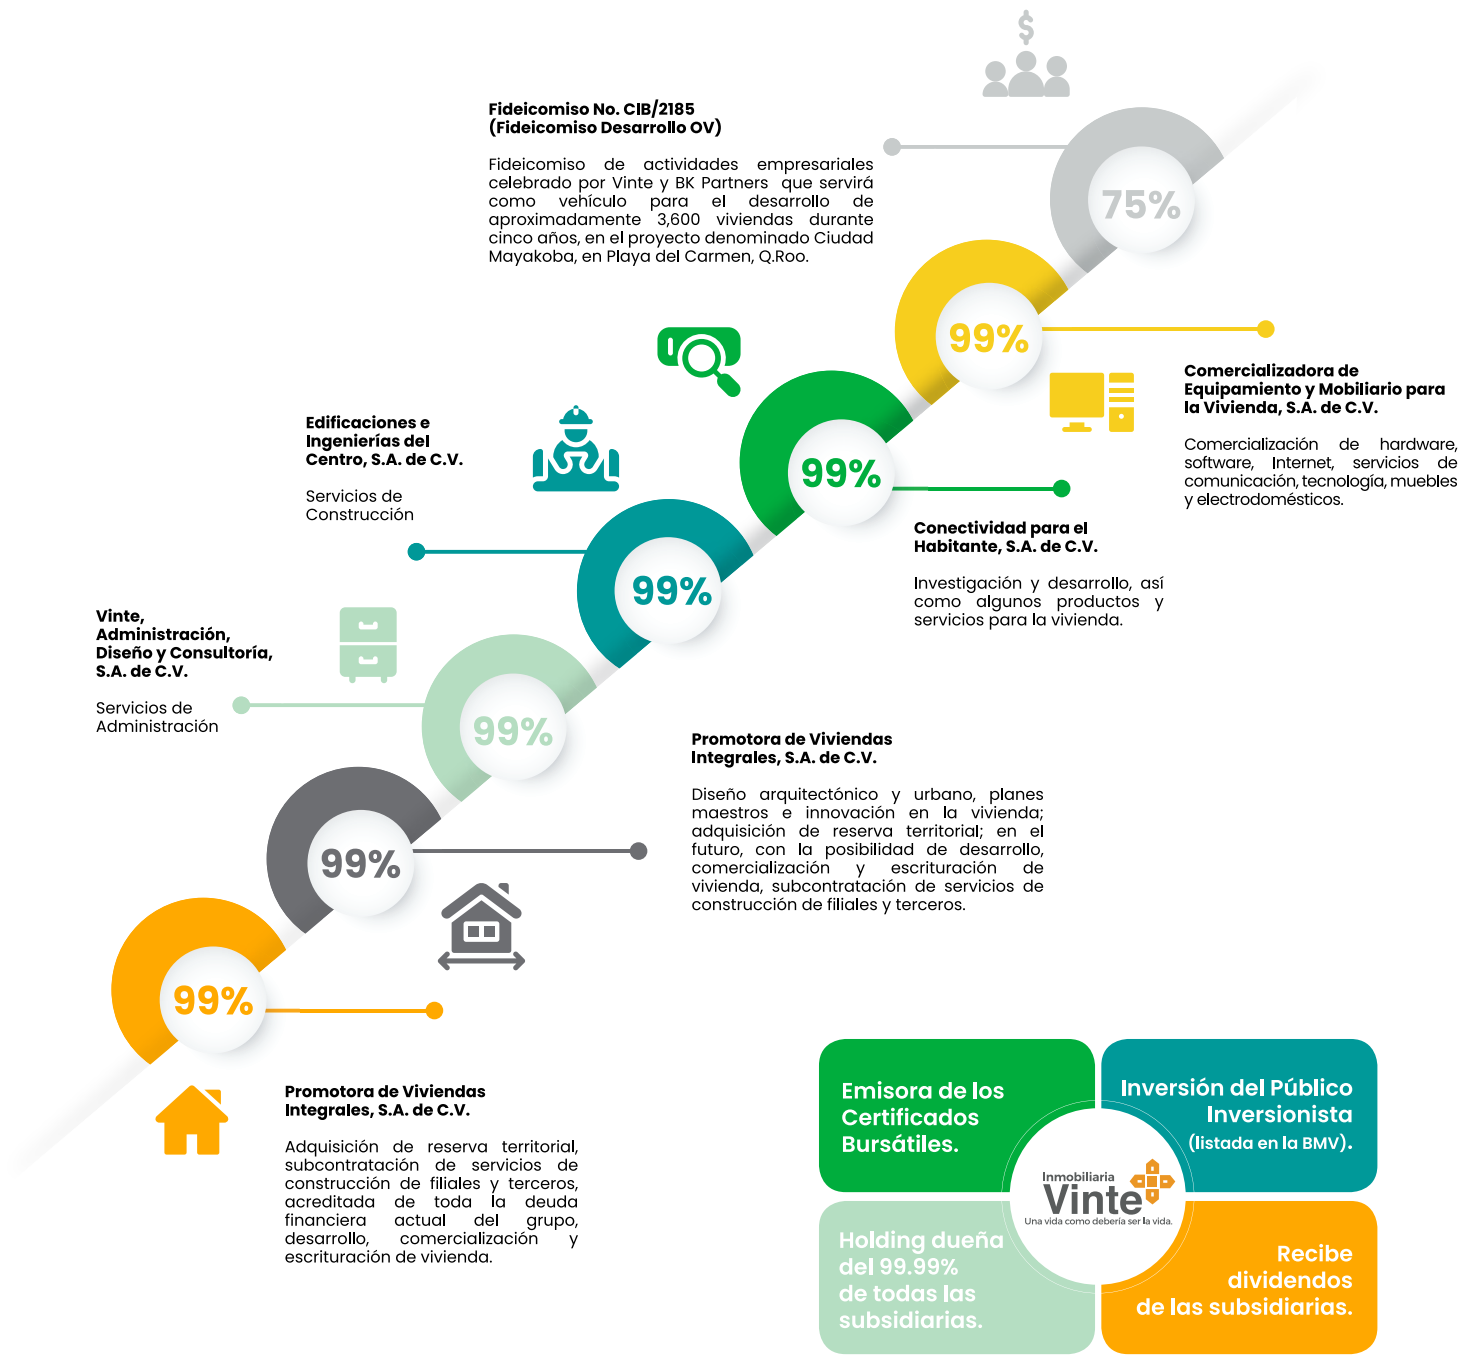 $
Fideicomiso No. CIB/2185
(Fideicomiso Desarrollo OV)
Fideicomiso de actividades empresariales
celebrado por Vinte y BK Partners que servirá
como vehículo para el desarrollo de
aproximadamente 3,600 viviendas durante
cinco años, en el proyecto denominado Ciudad
Mayakoba, en Playa del Carmen, Q.Roo.
75%
99%
Comercializadora de
Equipamiento y Mobiliario para
la Vivienda, S.A. de C.V.
Comercialización de hardware,
software, Internet, servicios de
comunicación, tecnología, muebles
y electrodomésticos.
99%
Conectividad para el
Habitante, S.A. de C.V.
Investigación y desarrollo, así
como algunos productos y
servicios para la vivienda.
Edificaciones e
Ingenierías del
Centro, S.A. de C.V.
Servicios de
Construcción
99%
Vinte,
Administración,
Diseño y Consultoría,
S.A. de C.V.
Servicios de
Administración
99%
Promotora de Viviendas
Integrales, S.A. de C.V.
Diseño arquitectónico y urbano, planes
maestros e innovación en la vivienda;
adquisición de reserva territorial; en el
futuro, con la posibilidad de desarrollo,
comercialización y escrituración de
vivienda, subcontratación de servicios de
construcción de filiales y terceros.
99%
99%
Promotora de Viviendas
Integrales, S.A. de C.V.
Adquisición de reserva territorial,
subcontratación de servicios de
construcción de filiales y terceros,
acreditada de toda la deuda
financiera actual del grupo,
desarrollo, comercialización y
escrituración de vivienda.
Emisora de los
Certificados
Bursátiles.
Inversión del Público
Inversionista
(listada en la BMV).
Inmobiliaria
Vinte
Una vida como debería ser la vida.
Holding dueña
del 99.99%
de todas las
subsidiarias.
Recibe
dividendos
de las subsidiarias.